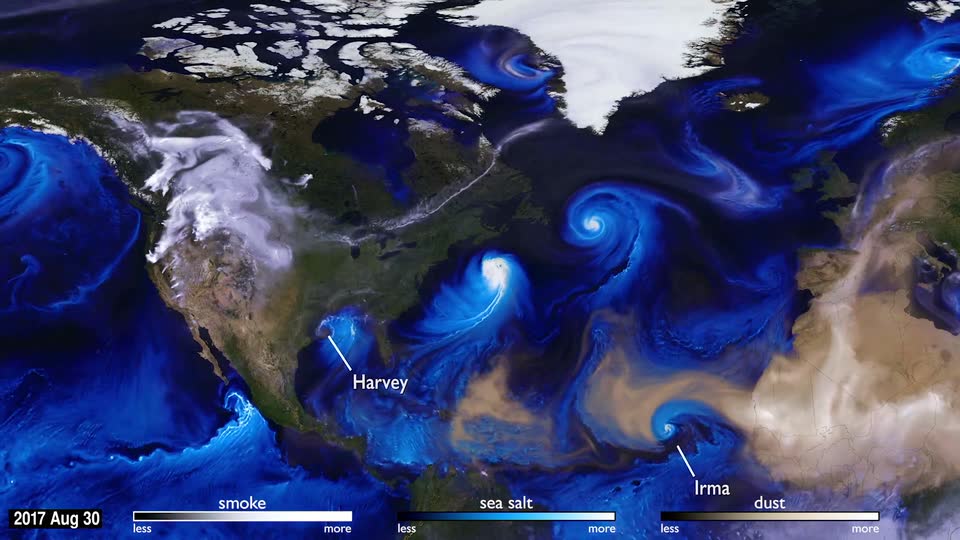 Harvey
Irma
2017 Aug 30
smoke
less more
sea salt
less more
dust
less more